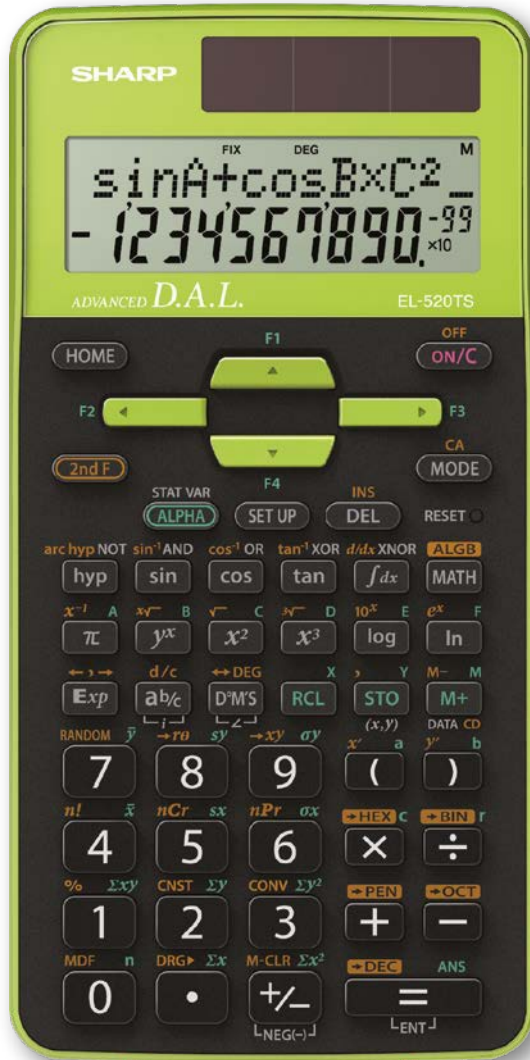 SHARP
FIX DEG M
sinA+cosB×C²_
-1'234'567'890. ×10 -99
ADVANCED D.A.L. EL-520TS
F1 OFF
HOME ▲ ON/C
F2 ◀ ▶ F3
CA
2nd F ▼ MODE
STAT VAR F4 INS
ALPHA SET UP DEL RESET
arc hyp NOT sin⁻¹ AND cos⁻¹ OR tan⁻¹ XOR d/dx XNOR ALGB
hyp sin cos tan ∫dx MATH
x⁻¹ A x√ B √ C ³√ D 10ˣ E eˣ F
π yˣ x² x³ log ln
←,→ d/c ↔DEG X , Y M– M
Exp ab/c D°M'S RCL STO M+
└ i ┘ └∠┘ (x,y) DATA CD
RANDOM ȳ →rθ sy →xy σy x' a y' b
7 8 9 ( )
n! x̄ nCr sx nPr σx →HEX c →BIN r
4 5 6 × ÷
% Σxy CNST Σy CONV Σy² →PEN →OCT
1 2 3 + −
MDF n DRG▶ Σx M-CLR Σx² →DEC ANS
0 • +/− =
└NEG(−)┘ └ENT┘